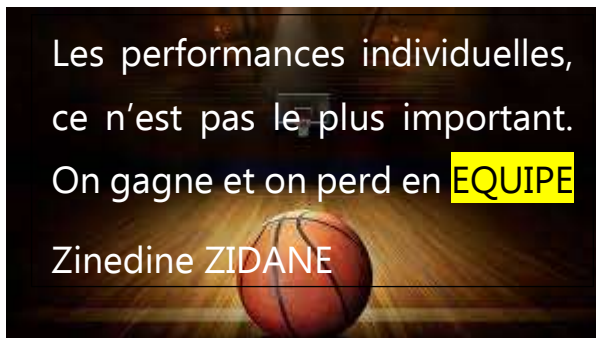 Les performances individuelles,
ce n’est pas le plus important.
On gagne et on perd en EQUIPE
Zinedine ZIDANE